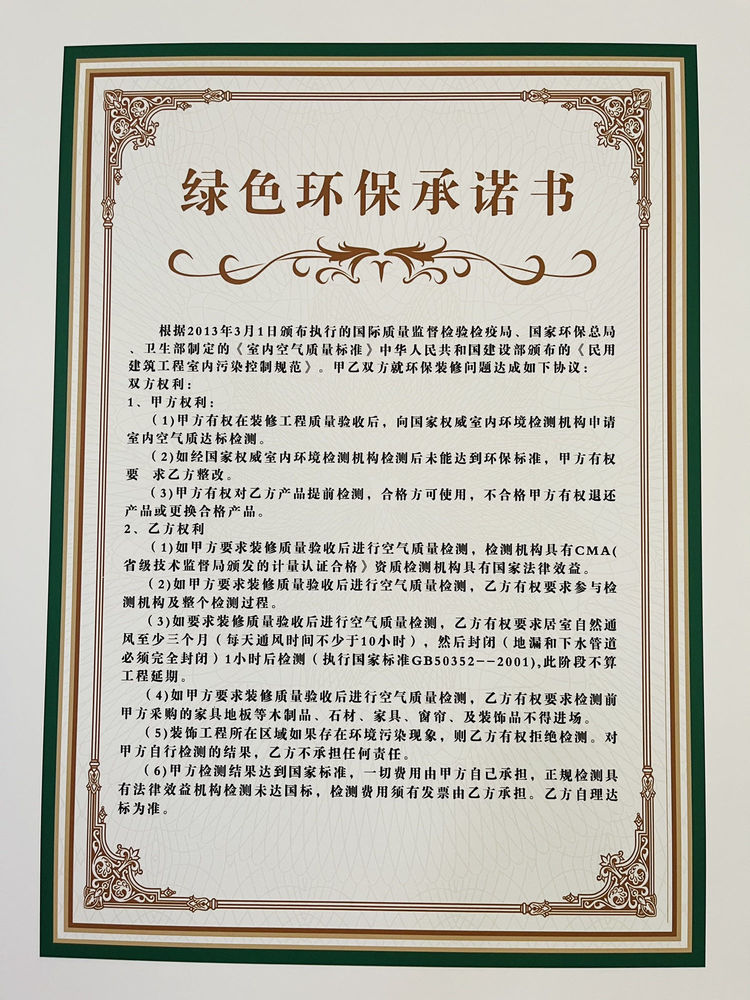 绿色环保承诺书
根据2013年3月1日颁布执行的国际质量监督检验检疫局、国家环保总局
、卫生部制定的《室内空气质量标准》中华人民共和国建设部颁布的《民用
建筑工程室内污染控制规范》。甲乙双方就环保装修问题达成如下协议：
双方权利：
1、甲方权利：
（1)甲方有权在装修工程质量验收后，向国家权威室内环境检测机构申请
室内空气质达标检测。
（2)如经国家权威室内环境检测机构检测后未能达到环保标准，甲方有权
要 求乙方整改。
（3)甲方有权对乙方产品提前检测，合格方可使用，不合格甲方有权退还
产品或更换合格产品。
2、乙方权利
（1)如甲方要求装修质量验收后进行空气质量检测，检测机构具有CMA(
省级技术监督局颁发的计量认证合格》资质检测机构具有国家法律效益。
（2)如甲方要求装修质量验收后进行空气质量检测，乙方有权要求参与检
测机构及整个检测过程。
（3)如要求装修质量验收后进行空气质量检测，乙方有权要求居室自然通
风至少三个月（每天通风时间不少于10小时），然后封闭（地漏和下水管道
必须完全封闭）1小时后检测（执行国家标准GB50352--2001),此阶段不算
工程延期。
（4)如甲方要求装修质量验收后进行空气质量检测，乙方有权要求检测前
甲方采购的家具地板等木制品、石材、家具、窗帘、及装饰品不得进场。
（5)装饰工程所在区域如果存在环境污染现象，则乙方有权拒绝检测。对
甲方自行检测的结果，乙方不承担任何责任。
（6)甲方检测结果达到国家标准，一切费用由甲方自己承担，正规检测具
有法律效益机构检测未达国标，检测费用须有发票由乙方承担。乙方自理达
标为准。